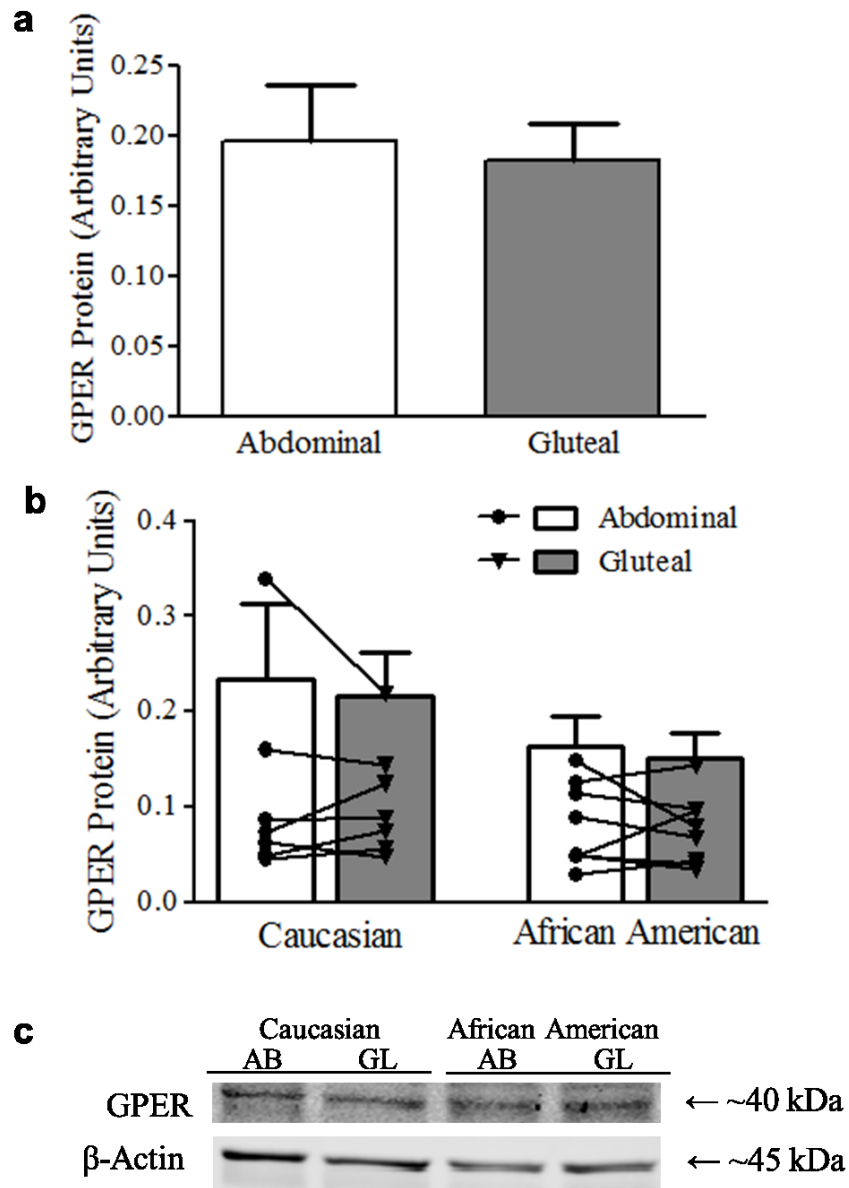 a
GPER Protein (Arbitrary Units)
0.25
0.20
0.15
0.10
0.05
0.00
Abdominal Gluteal
b
GPER Protein (Arbitrary Units)
0.4
0.3
0.2
0.1
0.0
Abdominal
Gluteal
Caucasian African American
c
Caucasian African American
AB GL AB GL
GPER ← ~40 kDa
β-Actin ← ~45 kDa